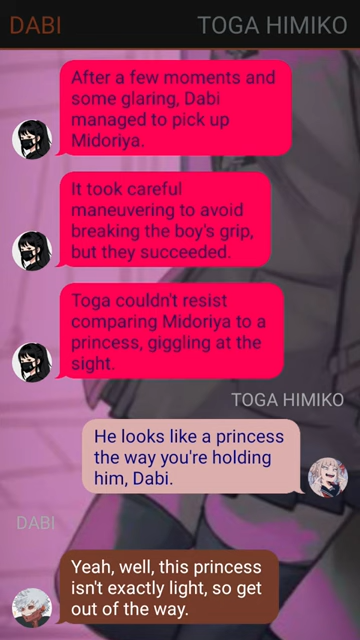 DABI TOGA HIMIKO
After a few moments and
some glaring, Dabi
managed to pick up
Midoriya.
It took careful
maneuvering to avoid
breaking the boy's grip,
but they succeeded.
Toga couldn't resist
comparing Midoriya to a
princess, giggling at the
sight.
TOGA HIMIKO
He looks like a princess
the way you're holding
him, Dabi.
DABI
Yeah, well, this princess
isn't exactly light, so get
out of the way.